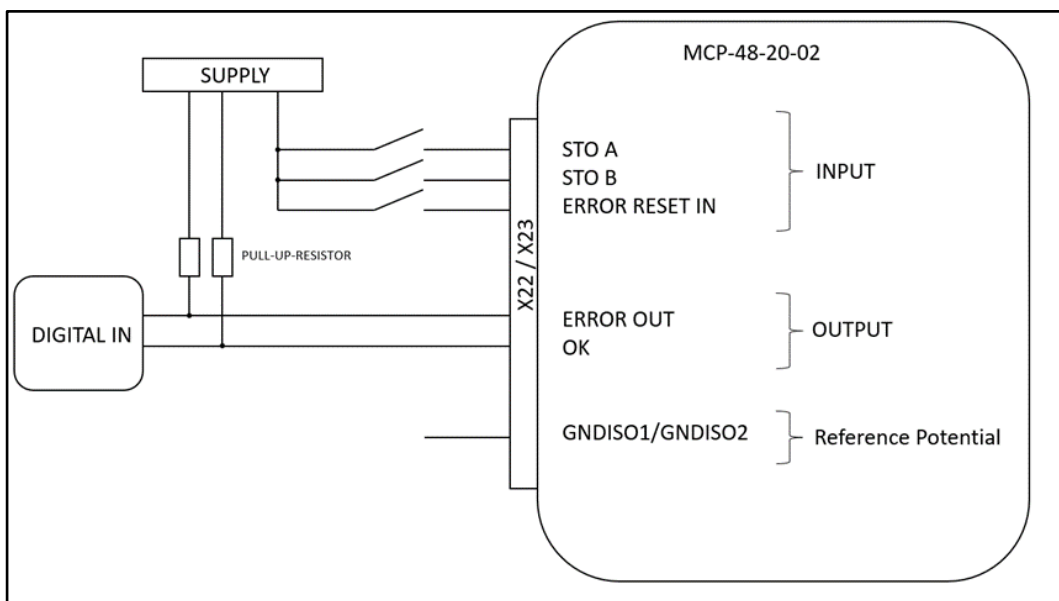 MCP-48-20-02
SUPPLY
STO A
STO B
ERROR RESET IN
INPUT
X22 / X23
PULL-UP-RESISTOR
DIGITAL IN
ERROR OUT
OK
OUTPUT
GNDISO1/GNDISO2
Reference Potential